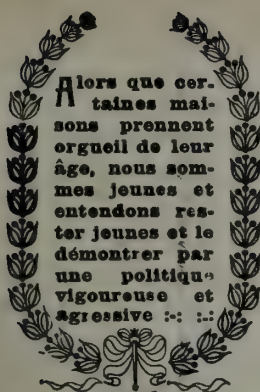 Alors que cer-
taines mai-
sons prennent
orgueil de leur
âge, nous som-
mes jeunes et
entendons res-
ter jeunes et le
démontrer par
une politique
vigoureuse et
agressive :-: :-: